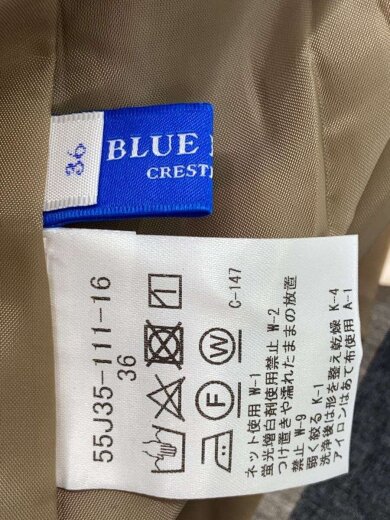 36
BLUE
CREST
55J35-111-16
36
C-147
W
F
ネット使用 W-1
蛍光増白剤使用禁止 W-2
つけ置きや濡れたままの放置
禁止 W-9
弱く絞る K-1
洗浄後は形を整え乾燥 K-4
アイロンはあて布使用 A-1